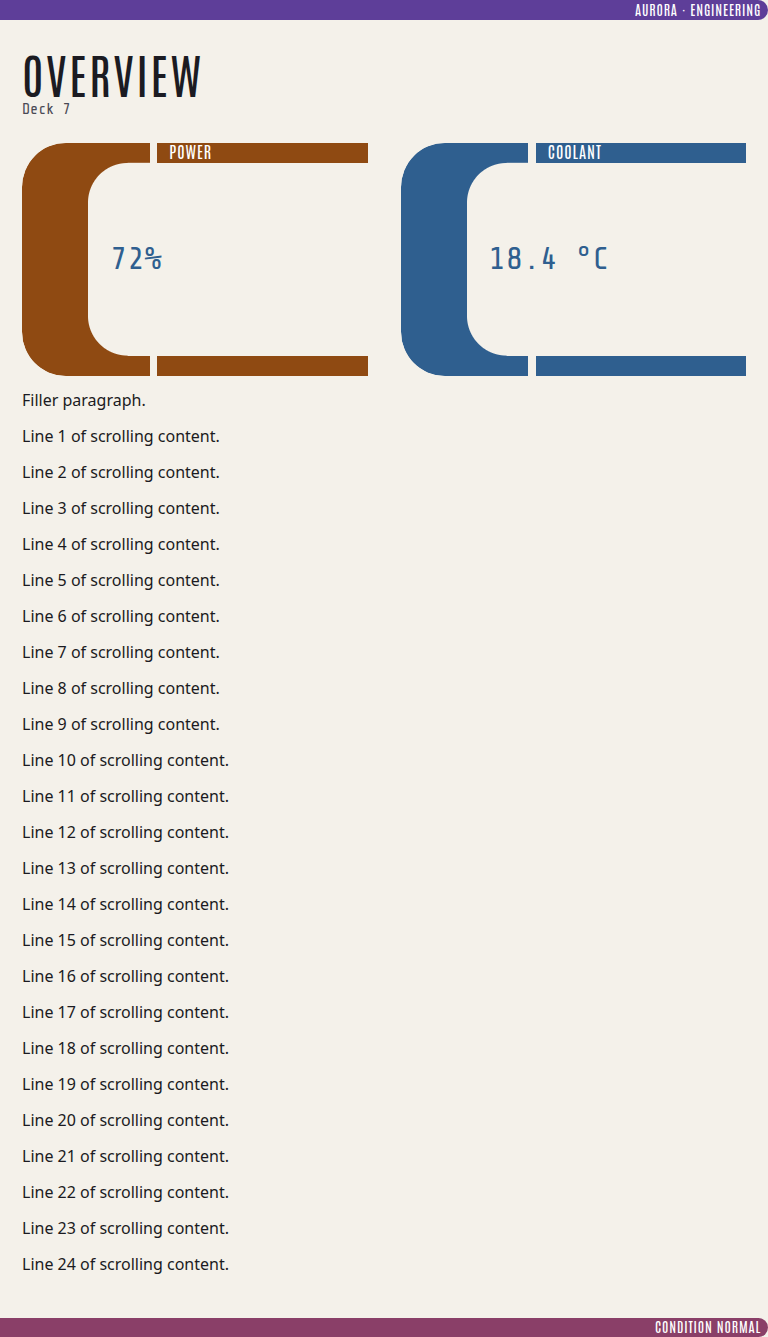 AURORA · ENGINEERING
OVERVIEW
Deck 7
POWER
72%
COOLANT
18.4 °C
Filler paragraph.
Line 1 of scrolling content.
Line 2 of scrolling content.
Line 3 of scrolling content.
Line 4 of scrolling content.
Line 5 of scrolling content.
Line 6 of scrolling content.
Line 7 of scrolling content.
Line 8 of scrolling content.
Line 9 of scrolling content.
Line 10 of scrolling content.
Line 11 of scrolling content.
Line 12 of scrolling content.
Line 13 of scrolling content.
Line 14 of scrolling content.
Line 15 of scrolling content.
Line 16 of scrolling content.
Line 17 of scrolling content.
Line 18 of scrolling content.
Line 19 of scrolling content.
Line 20 of scrolling content.
Line 21 of scrolling content.
Line 22 of scrolling content.
Line 23 of scrolling content.
Line 24 of scrolling content.
CONDITION NORMAL